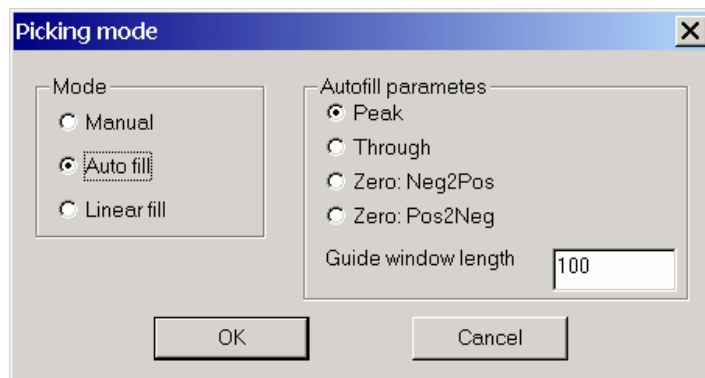 Picking mode
Mode
Manual
Auto fill
Linear fill
Autofill parametes
Peak
Through
Zero: Neg2Pos
Zero: Pos2Neg
Guide window length 100
OK Cancel